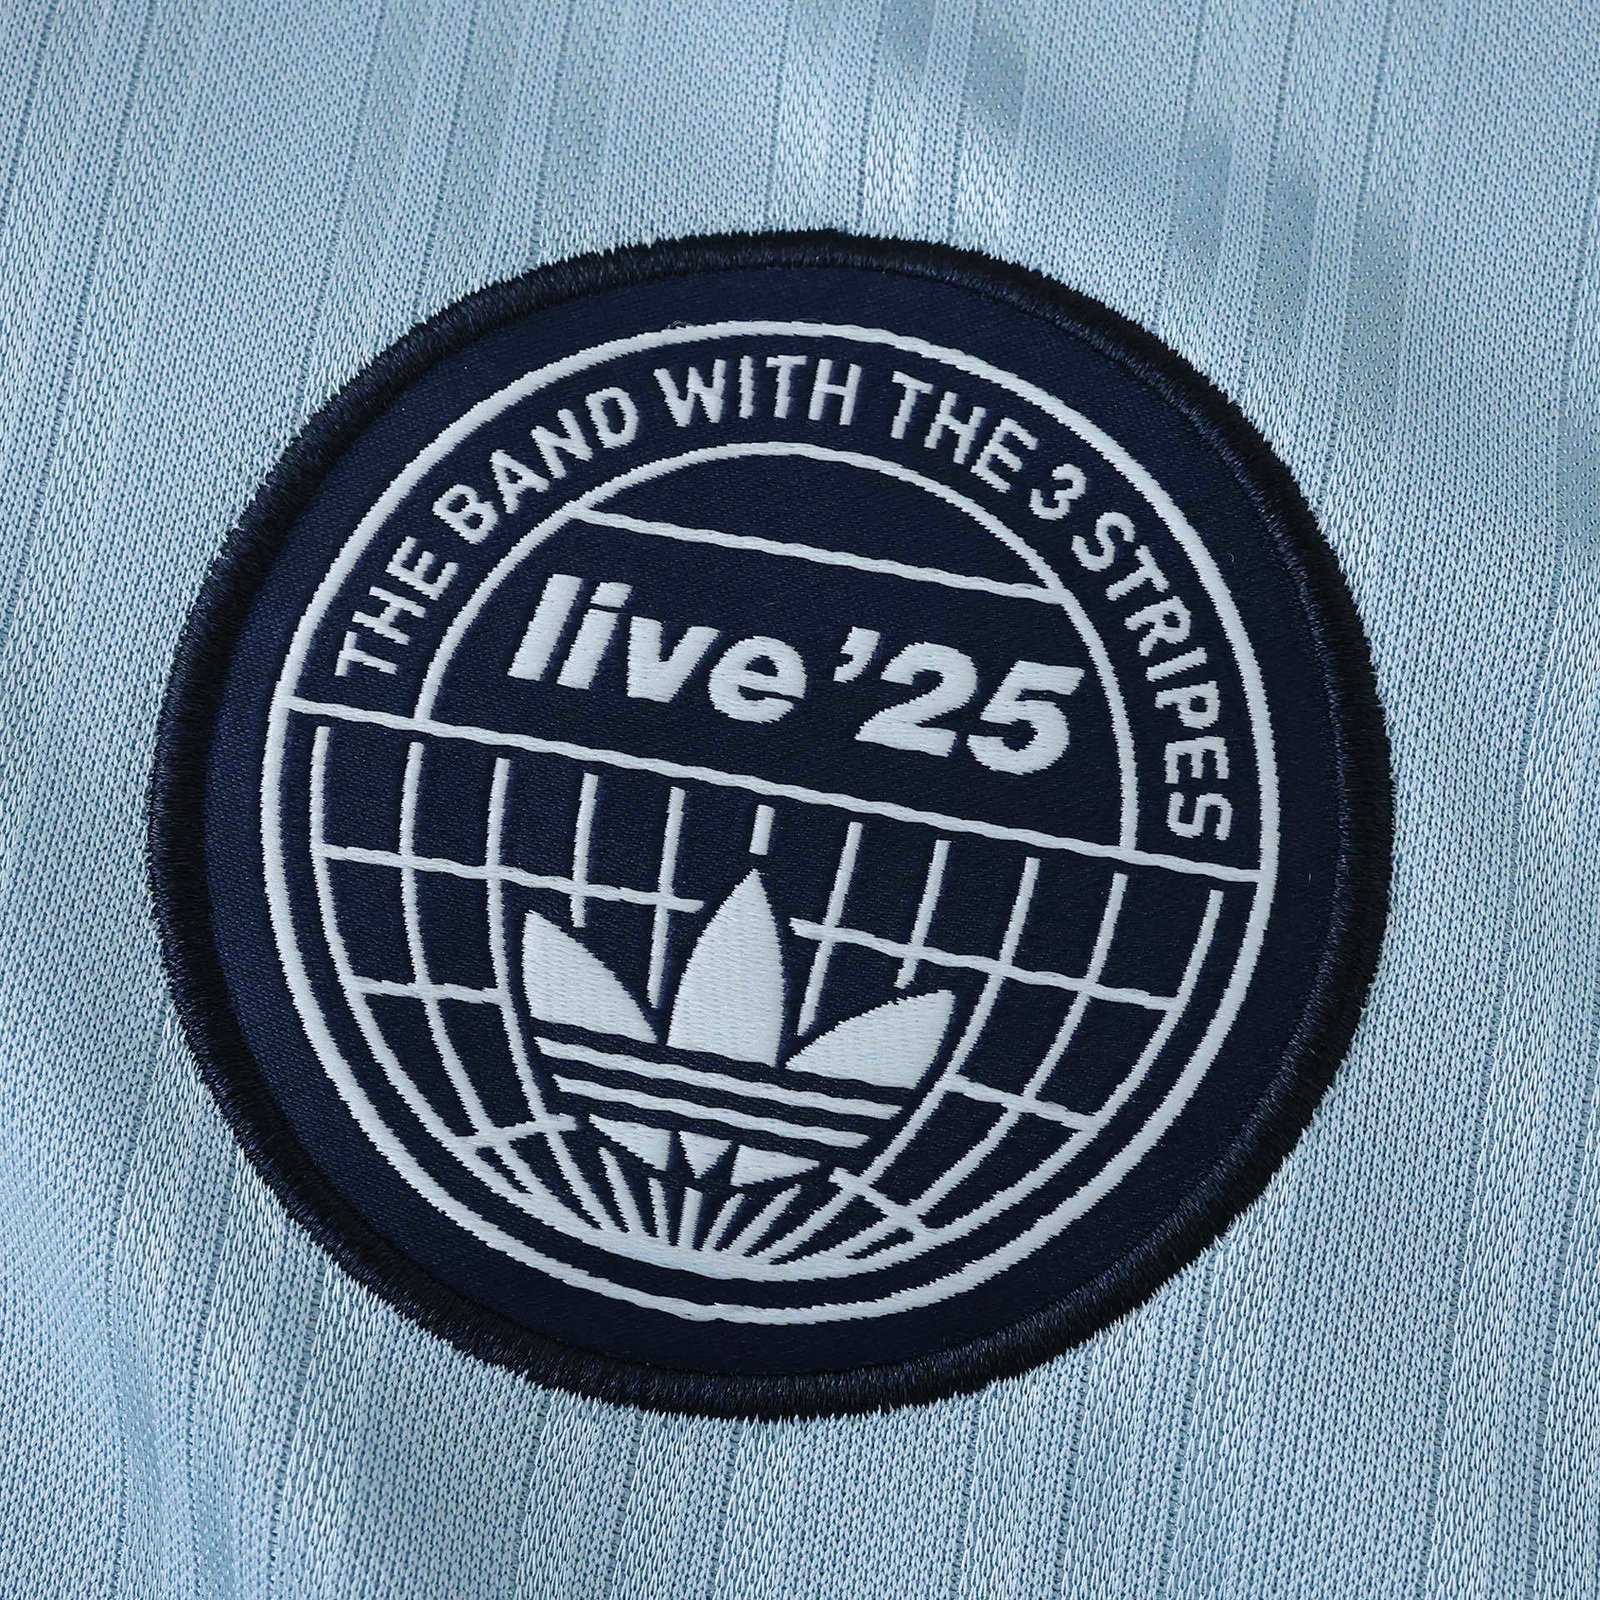 THE BAND WITH THE 3 STRIPES
live '25